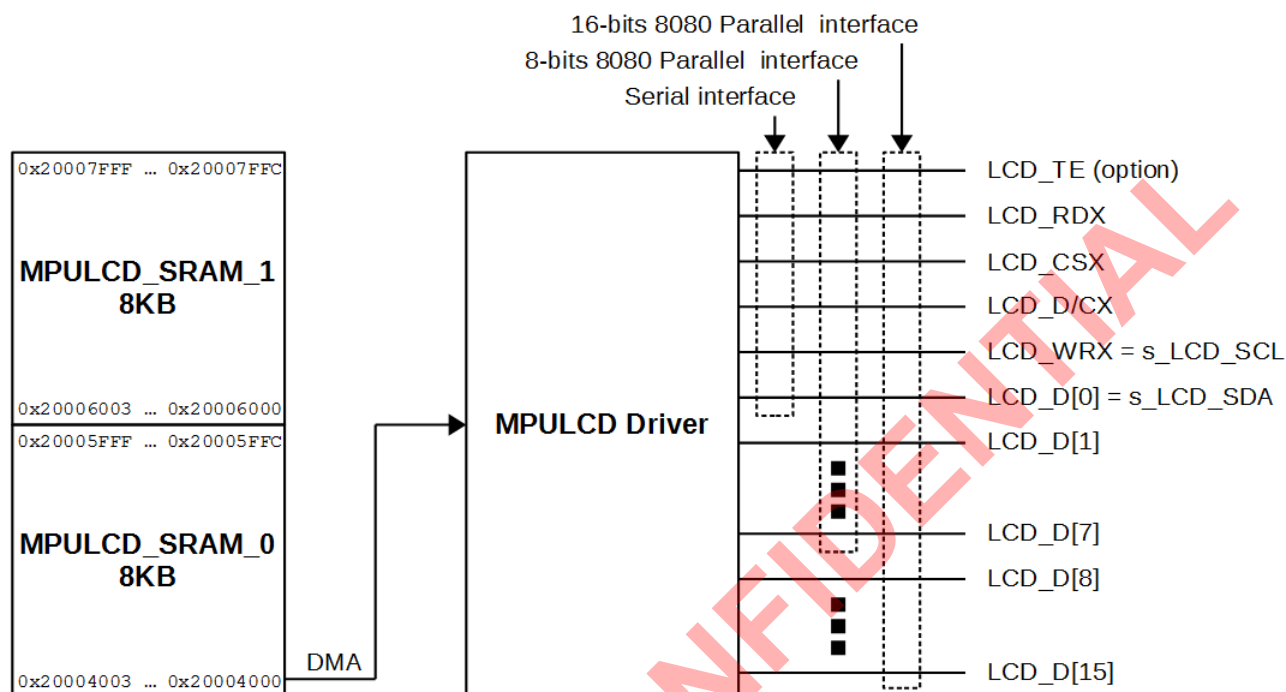 16-bits 8080 Parallel interface
8-bits 8080 Parallel interface
Serial interface
0x20007FFF … 0x20007FFC
MPULCD_SRAM_1
8KB
0x20006003 … 0x20006000
0x20005FFF … 0x20005FFC
MPULCD_SRAM_0
8KB
0x20004003 … 0x20004000
DMA
MPULCD Driver
LCD_TE (option)
LCD_RDX
LCD_CSX
LCD_D/CX
LCD_WRX = s_LCD_SCL
LCD_D[0] = s_LCD_SDA
LCD_D[1]
LCD_D[7]
LCD_D[8]
LCD_D[15]
NFIDENTIAL